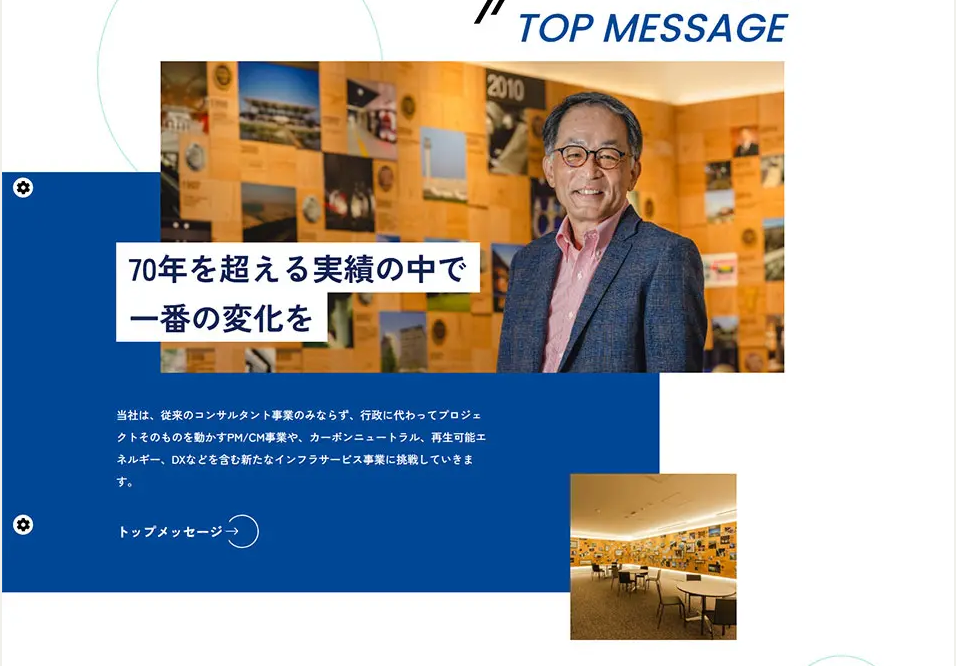 TOP MESSAGE
2010
70年を超える実績の中で
一番の変化を
当社は、従来のコンサルタント事業のみならず、行政に代わってプロジェ
クトそのものを動かすPM/CM事業や、カーボンニュートラル、再生可能エ
ネルギー、DXなどを含む新たなインフラサービス事業に挑戦していきま
す。
トップメッセージ